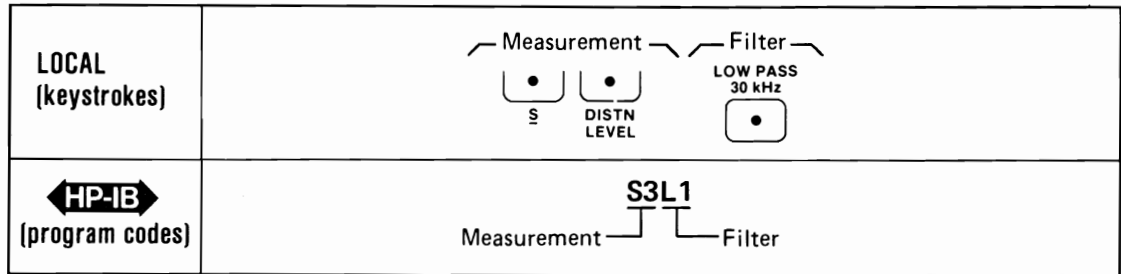 LOCAL
(keystrokes)
Measurement Filter
LOW PASS
30 kHz
S DISTN
LEVEL
HP-IB
(program codes)
S3L1
Measurement Filter